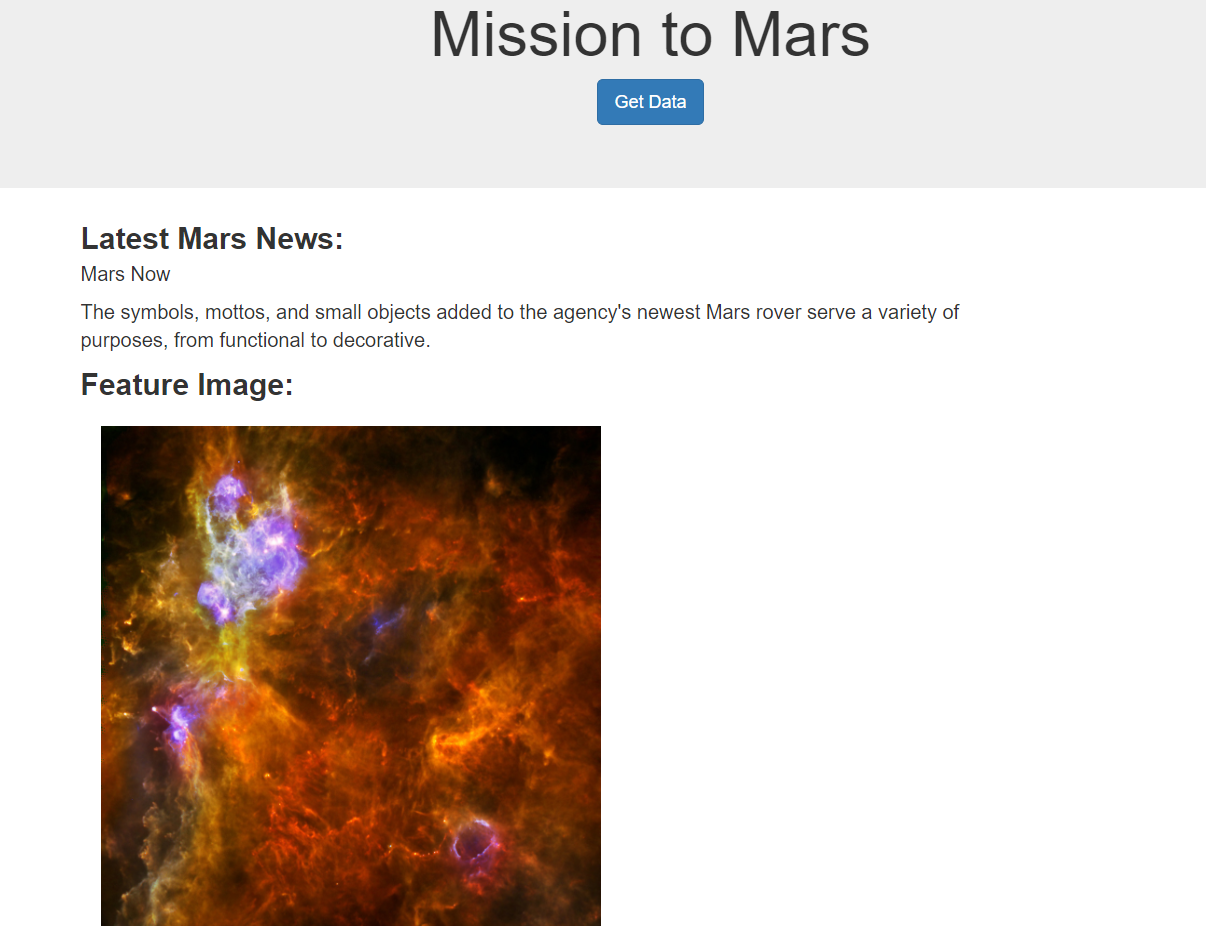 Mission to Mars
Get Data
Latest Mars News:
Mars Now
The symbols, mottos, and small objects added to the agency's newest Mars rover serve a variety of
purposes, from functional to decorative.
Feature Image: